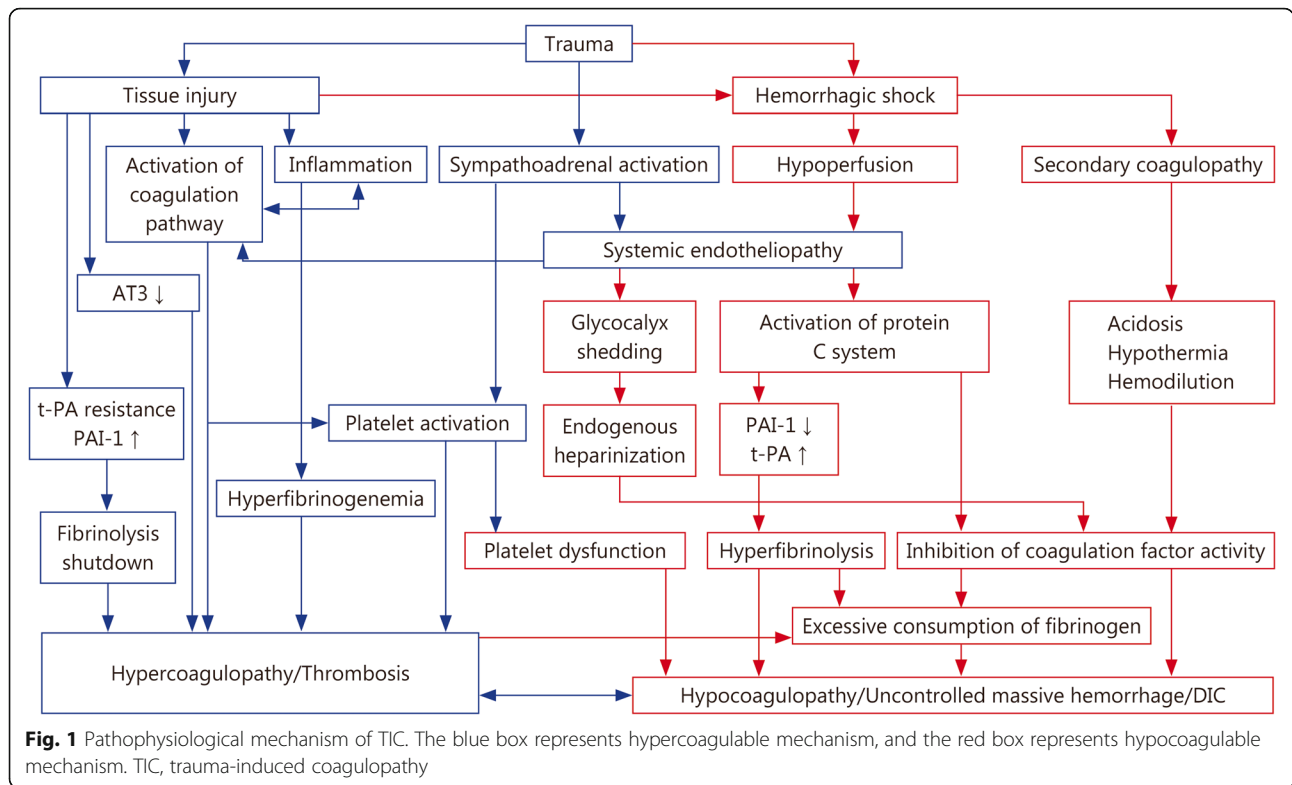 Trauma
Tissue injury
Hemorrhagic shock
Activation of
coagulation
pathway
Inflammation
Sympathoadrenal activation
Hypoperfusion
Secondary coagulopathy
Systemic endotheliopathy
AT3 ↓
Glycocalyx
shedding
Activation of protein
C system
Acidosis
Hypothermia
Hemodilution
t-PA resistance
PAI-1 ↑
Platelet activation
Endogenous
heparinization
PAI-1 ↓
t-PA ↑
Hyperfibrinogenemia
Fibrinolysis
shutdown
Platelet dysfunction
Hyperfibrinolysis
Inhibition of coagulation factor activity
Excessive consumption of fibrinogen
Hypercoagulopathy/Thrombosis
Hypocoagulopathy/Uncontrolled massive hemorrhage/DIC
Fig. 1 Pathophysiological mechanism of TIC. The blue box represents hypercoagulable mechanism, and the red box represents hypocoagulable
mechanism. TIC, trauma-induced coagulopathy